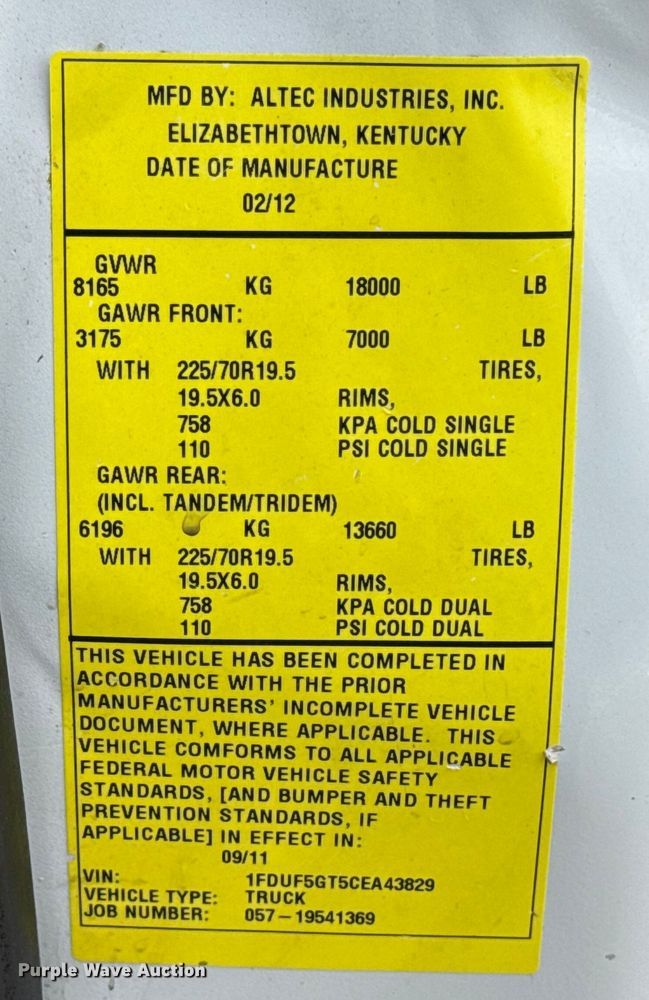 MFD BY: ALTEC INDUSTRIES, INC.
ELIZABETHTOWN, KENTUCKY
DATE OF MANUFACTURE
02/12
GVWR
8165 KG 18000 LB
GAWR FRONT:
3175 KG 7000 LB
WITH 225/70R19.5 TIRES,
19.5X6.0 RIMS,
758 KPA COLD SINGLE
110 PSI COLD SINGLE
GAWR REAR:
(INCL. TANDEM/TRIDEM)
6196 KG 13660 LB
WITH 225/70R19.5 TIRES,
19.5X6.0 RIMS,
758 KPA COLD DUAL
110 PSI COLD DUAL
THIS VEHICLE HAS BEEN COMPLETED IN
ACCORDANCE WITH THE PRIOR
MANUFACTURERS' INCOMPLETE VEHICLE
DOCUMENT, WHERE APPLICABLE. THIS
VEHICLE COMFORMS TO ALL APPLICABLE
FEDERAL MOTOR VEHICLE SAFETY
STANDARDS, [AND BUMPER AND THEFT
PREVENTION STANDARDS, IF
APPLICABLE] IN EFFECT IN:
09/11
VIN: 1FDUF5GT5CEA43829
VEHICLE TYPE: TRUCK
JOB NUMBER: 057-19541369
Purple Wave Auction